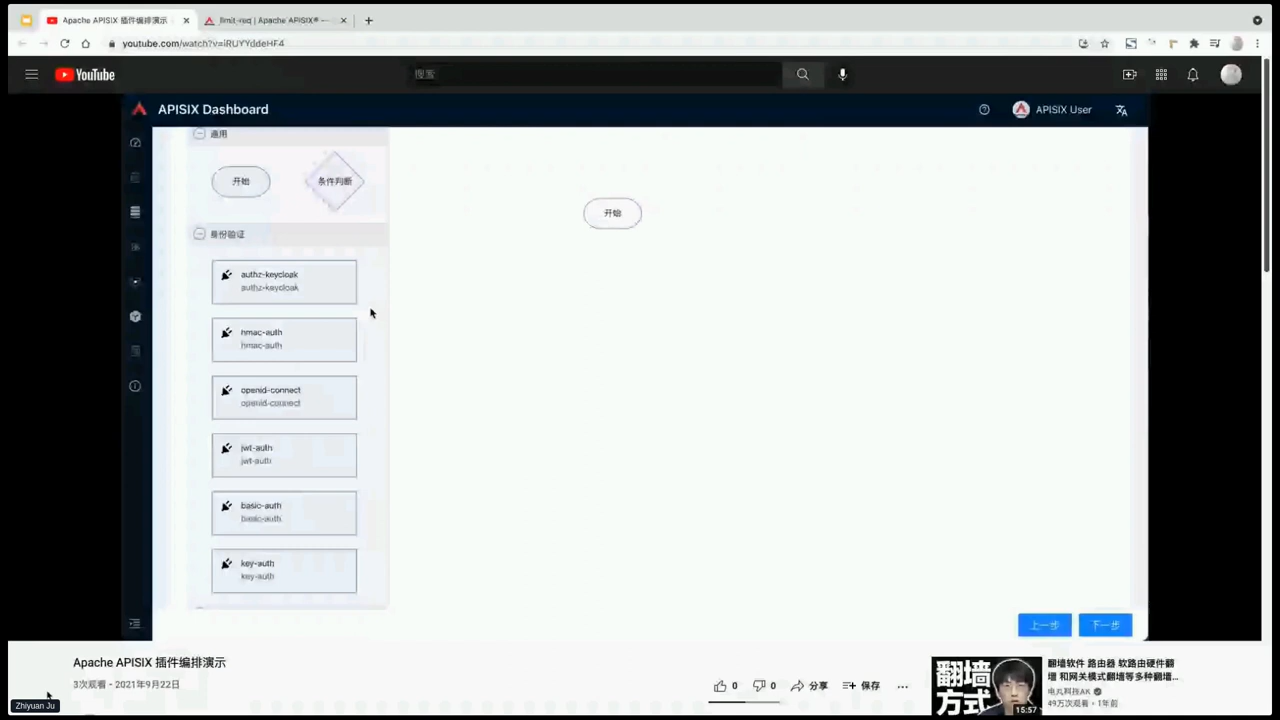 Apache APISIX 插件编排演示
limit-req | Apache APISIX® -
youtube.com/watch?v=iRUYYddeHF4
YouTube
搜索
APISIX Dashboard
APISIX User
通用
开始
条件判断
开始
身份验证
authz-keycloak
authz-keycloak
hmac-auth
hmac-auth
openid-connect
openid-connect
jwt-auth
jwt-auth
basic-auth
basic-auth
key-auth
key-auth
上一步
下一步
Apache APISIX 插件编排演示
3次观看 • 2021年9月22日
0
0
分享
保存
翻墙
方式
15:57
翻墙软件 路由器 软路由硬件翻
墙 和网关模式翻墙等多种翻墙...
电丸科技AK
49万次观看 • 1年前
Zhiyuan Ju